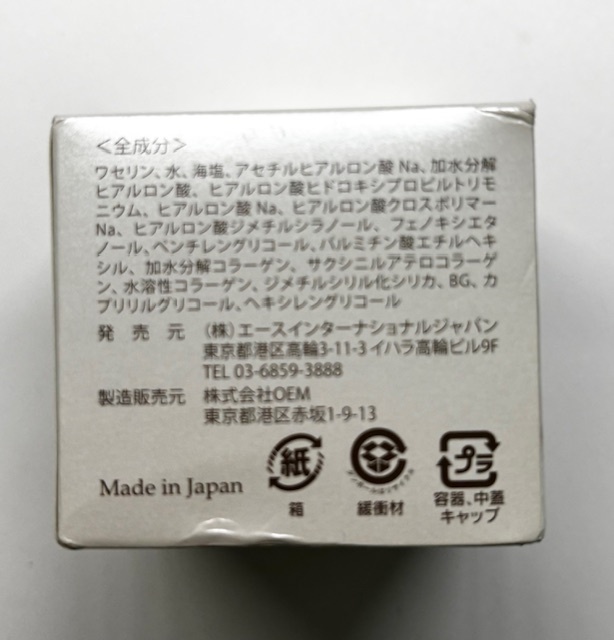 ＜全成分＞
ワセリン、水、海塩、アセチルヒアルロン酸 Na、加水分解
ヒアルロン酸、ヒアルロン酸ヒドロキシプロピルトリモ
ニウム、ヒアルロン酸 Na、ヒアルロン酸クロスポリマー
Na、ヒアルロン酸ジメチルシラノール、フェノキシエタ
ノール、ペンチレングリコール、パルミチン酸エチルヘキ
シル、加水分解コラーゲン、サクシニルアテロコラーゲ
ン、水溶性コラーゲン、ジメチルシリル化シリカ、BG、カ
プリリルグリコール、ヘキシレングリコール
発売元 （株）エースインターナショナルジャパン
東京都港区高輪3-11-3 イハラ高輪ビル9F
TEL 03-6859-3888
製造販売元 株式会社OEM
東京都港区赤坂1-9-13
Made in Japan
紙
箱
ダンボールはリサイクル
緩衝材
プラ
容器、中蓋
キャップ